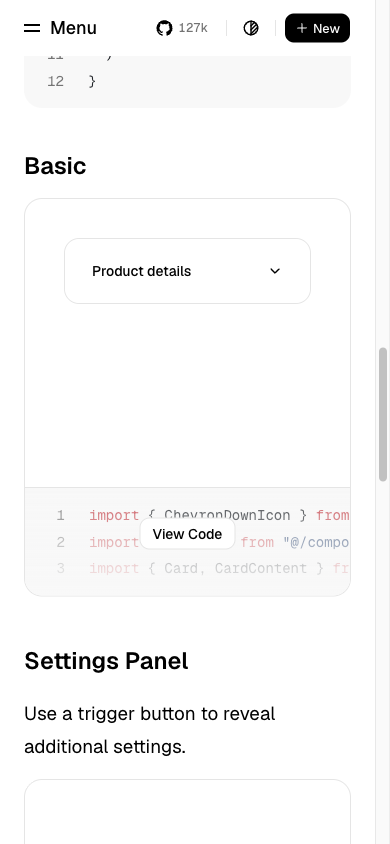 Menu 127k + New
12 }
Basic
Product details
1 import { ChevronDownIcon } from
2 import from "@/compo
View Code
3 import { Card, CardContent } fr
Settings Panel
Use a trigger button to reveal
additional settings.